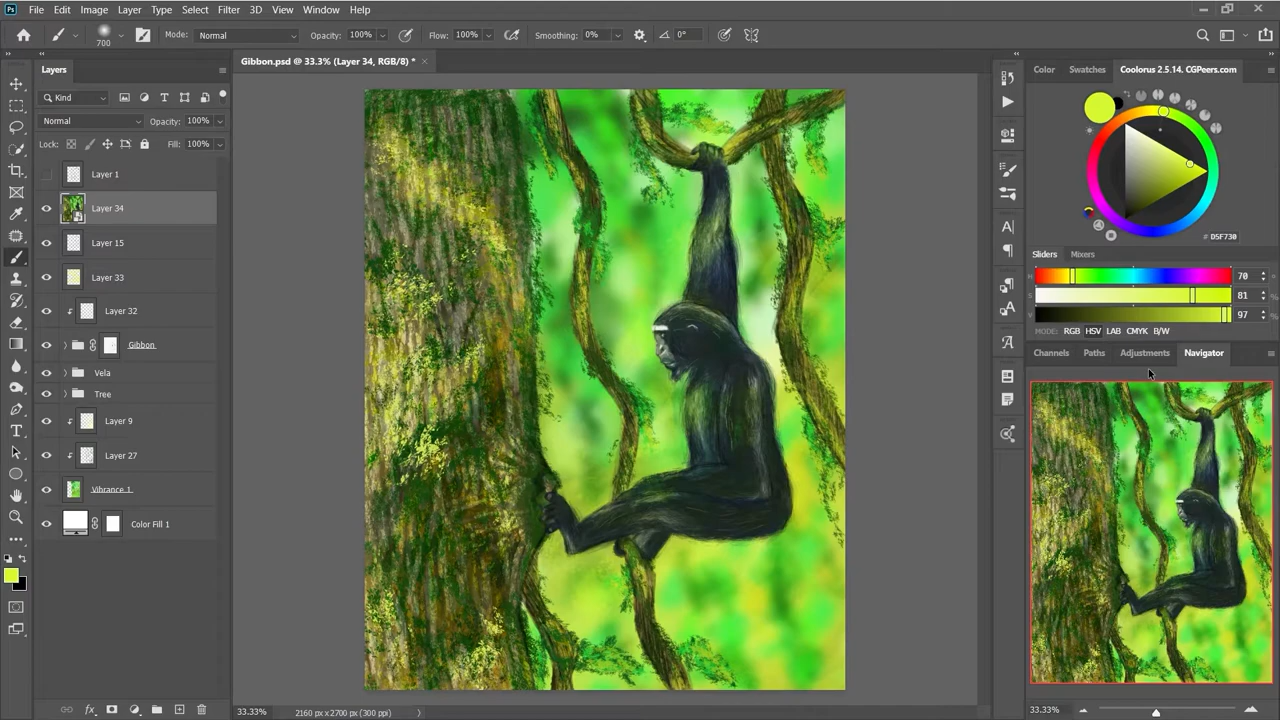 Ps File Edit Image Layer Type Select Filter 3D View Window Help
700 Mode: Normal Opacity: 100% Flow: 100% Smoothing: 0% 0°
Gibbon.psd @ 33.3% (Layer 34, RGB/8) *
Layers
Kind
Normal Opacity: 100%
Lock: Fill: 100%
Layer 1
Layer 34
Layer 15
Layer 33
Layer 32
Gibbon
Vela
Tree
Layer 9
Layer 27
Vibrance 1
Color Fill 1
Color Swatches Coolorus 2.5.14. CGPeers.com
# D5F730
Sliders Mixers
H 70 °
S 81 %
V 97 %
MODE: RGB HSV LAB CMYK B/W
Channels Paths Adjustments Navigator
33.33%
33.33% 2160 px x 2700 px (300 ppi)